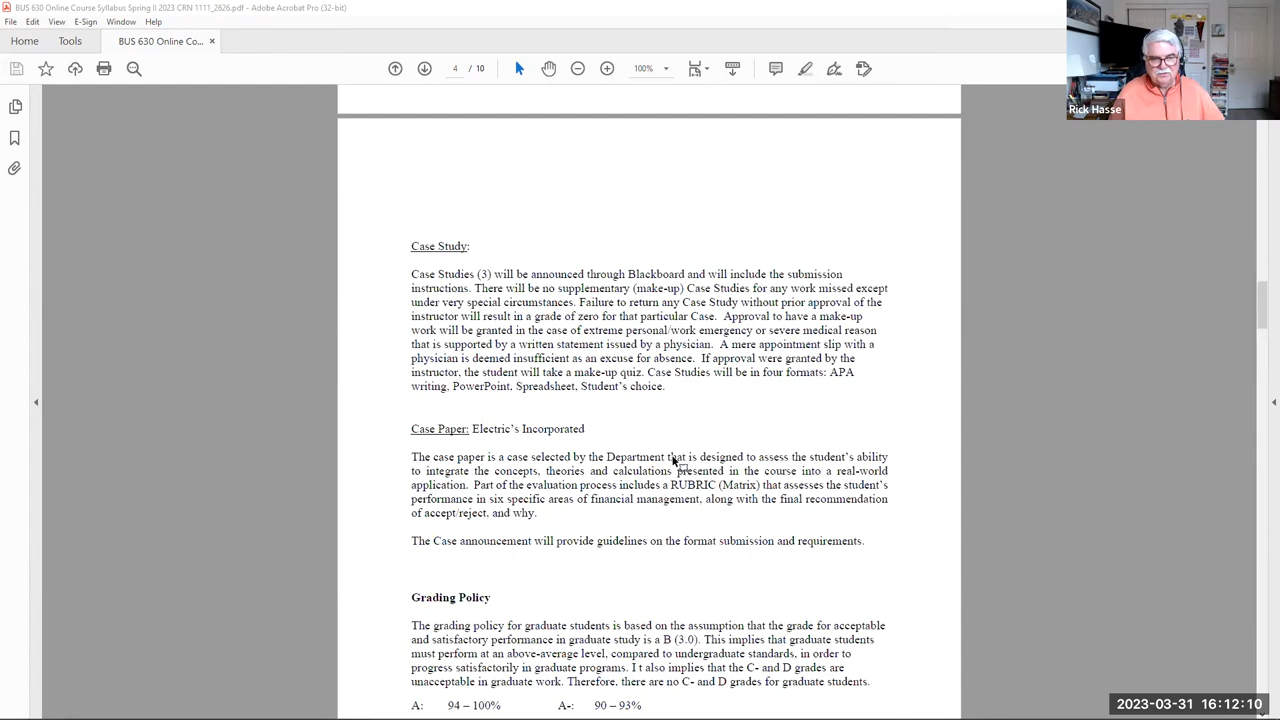 BUS 630 Online Course Syllabus Spring II 2023 CRN 1111_2626.pdf - Adobe Acrobat Pro (32-bit)
File Edit View E-Sign Window Help
Home Tools BUS 630 Online Co... ×
4 100%
Rick Hasse
Case Study:
Case Studies (3) will be announced through Blackboard and will include the submission
instructions. There will be no supplementary (make-up) Case Studies for any work missed except
under very special circumstances. Failure to return any Case Study without prior approval of the
instructor will result in a grade of zero for that particular Case. Approval to have a make-up
work will be granted in the case of extreme personal/work emergency or severe medical reason
that is supported by a written statement issued by a physician. A mere appointment slip with a
physician is deemed insufficient as an excuse for absence. If approval were granted by the
instructor, the student will take a make-up quiz. Case Studies will be in four formats: APA
writing, PowerPoint, Spreadsheet, Student's choice.
Case Paper: Electric's Incorporated
The case paper is a case selected by the Department that is designed to assess the student's ability
to integrate the concepts, theories and calculations presented in the course into a real-world
application. Part of the evaluation process includes a RUBRIC (Matrix) that assesses the student's
performance in six specific areas of financial management, along with the final recommendation
of accept/reject, and why.
The Case announcement will provide guidelines on the format submission and requirements.
Grading Policy
The grading policy for graduate students is based on the assumption that the grade for acceptable
and satisfactory performance in graduate study is a B (3.0). This implies that graduate students
must perform at an above-average level, compared to undergraduate standards, in order to
progress satisfactorily in graduate programs. I t also implies that the C- and D grades are
unacceptable in graduate work. Therefore, there are no C- and D grades for graduate students.
A: 94 – 100% A-: 90 – 93%
2023-03-31 16:12:10